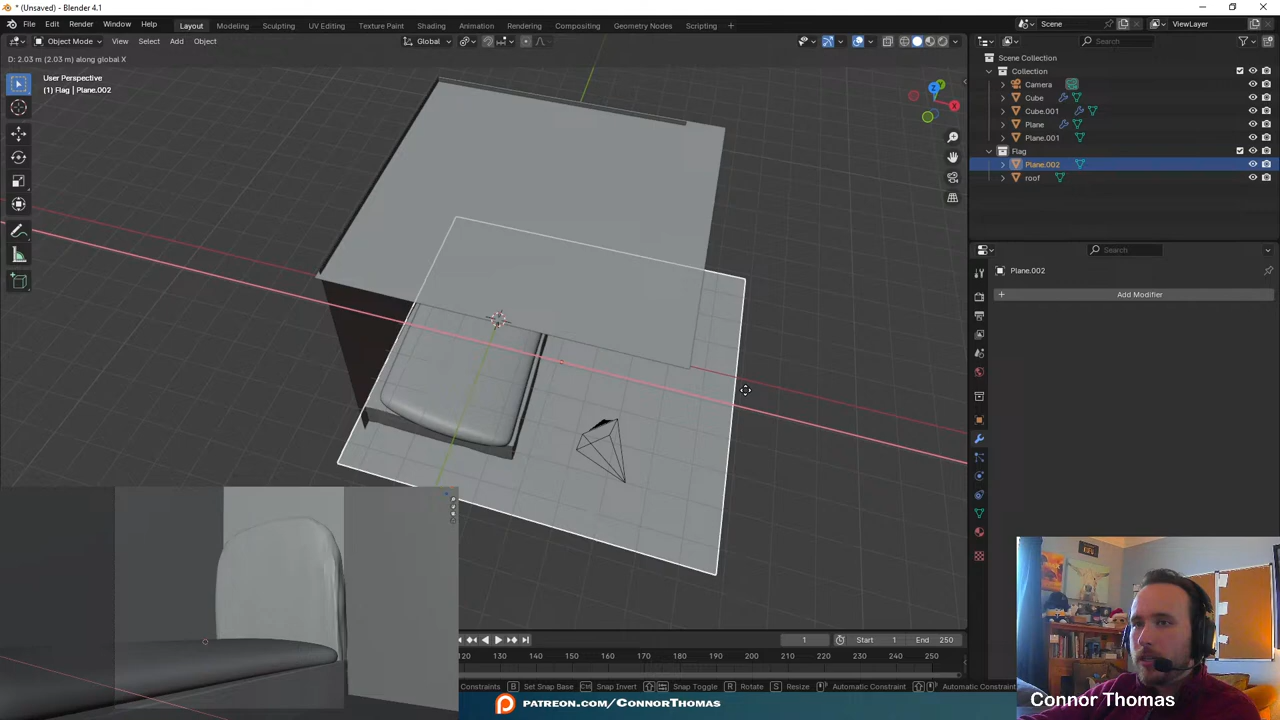 * (Unsaved) - Blender 4.1
File Edit Render Window Help Layout Modeling Sculpting UV Editing Texture Paint Shading Animation Rendering Compositing Geometry Nodes Scripting + Scene ViewLayer
Object Mode View Select Add Object Global Search
D: 2.03 m (2.03 m) along global X
User Perspective
(1) Flag | Plane.002
Scene Collection
Collection
Camera
Cube
Cube.001
Plane
Plane.001
Flag
Plane.002
roof
Search
Plane.002
+ Add Modifier
1 Start 1 End 250
120 130 140 150 160 170 180 190 200 210 220 230 240 250
Constraints B Set Snap Base Ctrl Snap Invert Snap Toggle R Rotate S Resize Automatic Constraint Automatic Constraint
PATREON.COM/CONNORTHOMAS
Connor Thomas